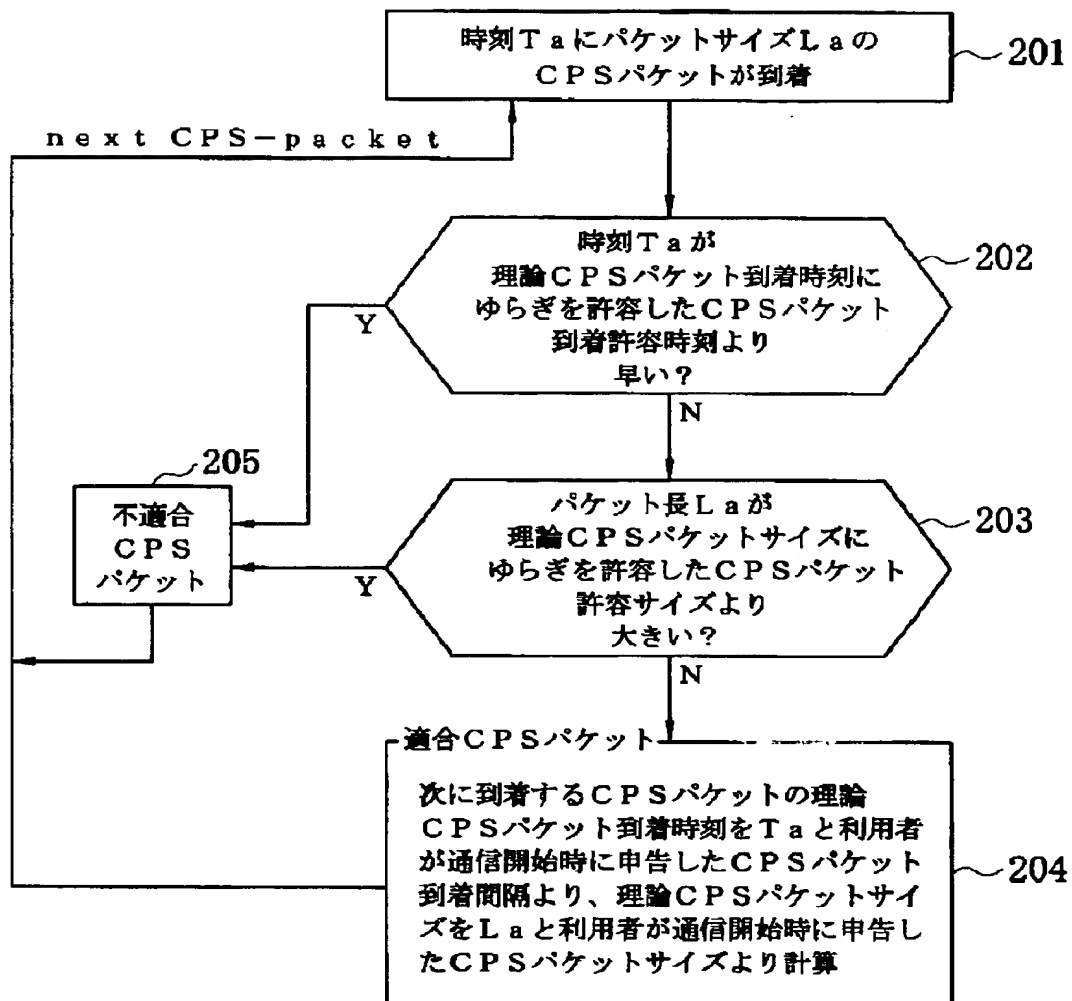 時刻TaにパケットサイズLaの
CPSパケットが到着
201
next CPS-packet
時刻Taが
理論CPSパケット到着時刻に
ゆらぎを許容したCPSパケット
到着許容時刻より
早い?
202
Y
N
205
不適合
CPS
パケット
パケット長Laが
理論CPSパケットサイズに
ゆらぎを許容したCPSパケット
許容サイズより
大きい?
203
Y
N
適合CPSパケット
次に到着するCPSパケットの理論
CPSパケット到着時刻をTaと利用者
が通信開始時に申告したCPSパケット
到着間隔より、理論CPSパケットサイ
ズをLaと利用者が通信開始時に申告し
たCPSパケットサイズより計算
204